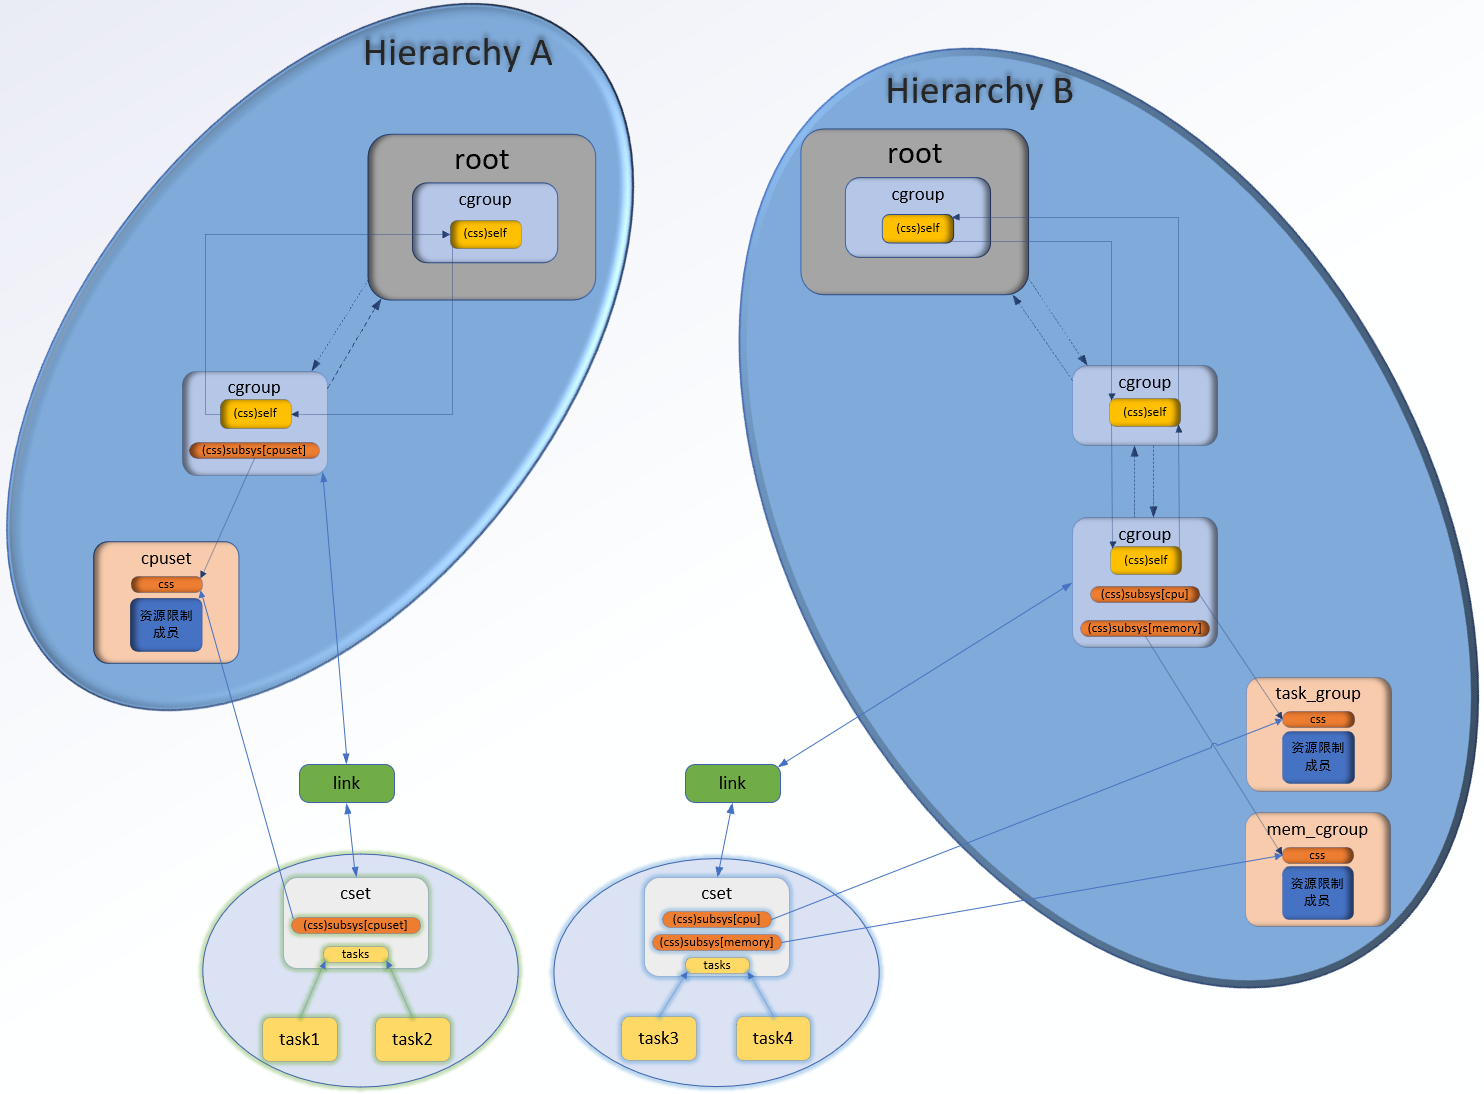 Hierarchy A
root
cgroup
(css)self
cgroup
(css)self
(css)subsys[cpuset]
cpuset
css
资源限制
成员
link
cset
(css)subsys[cpuset]
tasks
task1
task2
Hierarchy B
root
cgroup
(css)self
cgroup
(css)self
cgroup
(css)self
(css)subsys[cpu]
(css)subsys[memory]
task_group
css
资源限制
成员
mem_cgroup
css
资源限制
成员
link
cset
(css)subsys[cpu]
(css)subsys[memory]
tasks
task3
task4